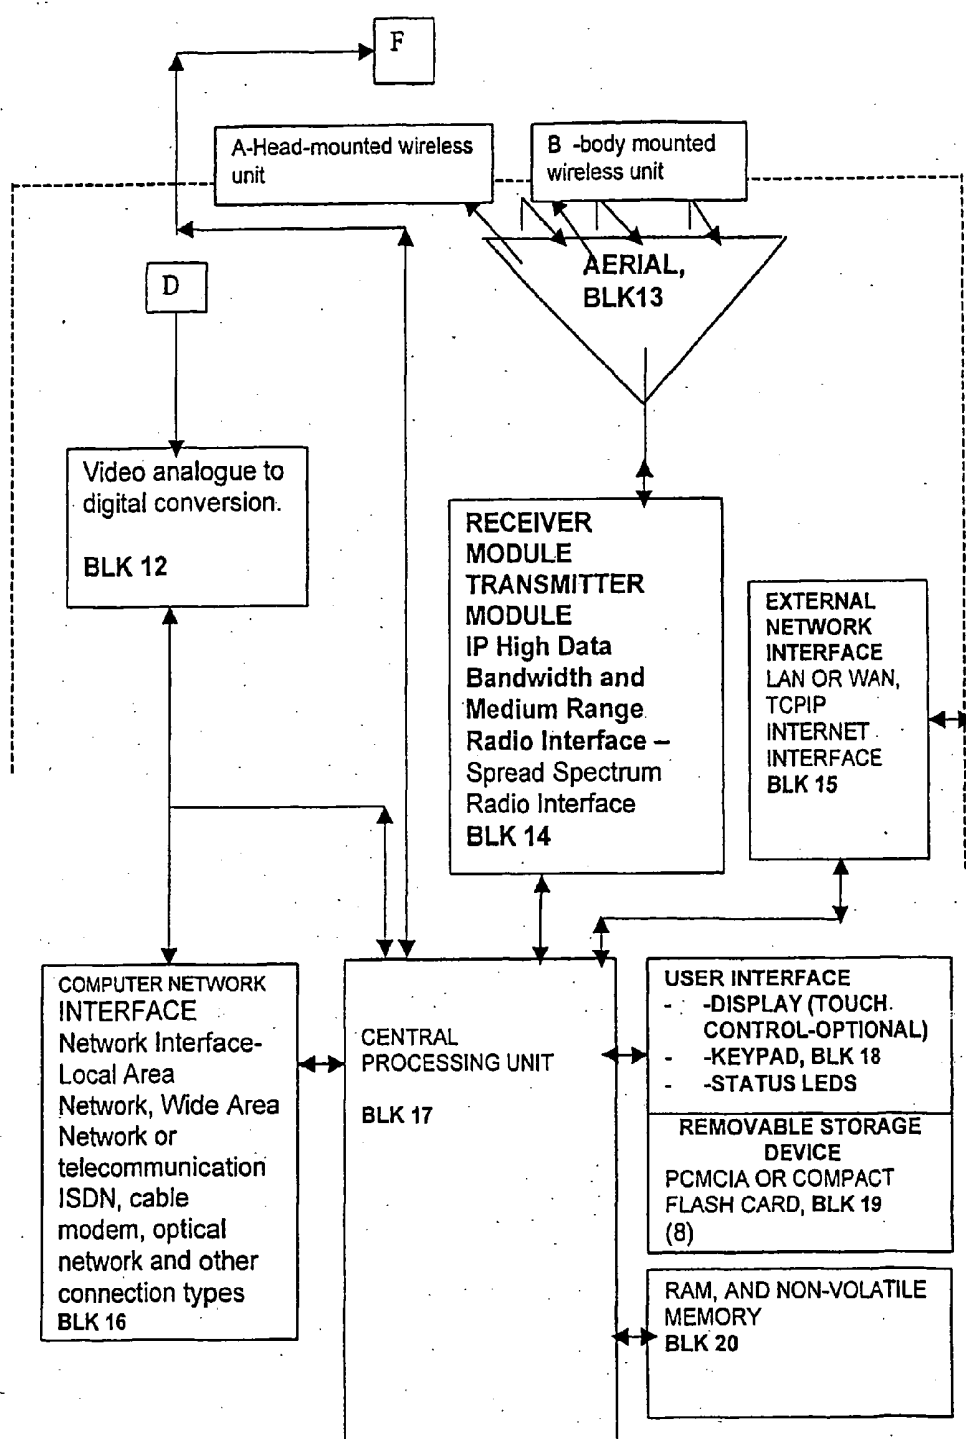 F
A-Head-mounted wireless
unit
B -body mounted
wireless unit
D
AERIAL,
BLK13
Video analogue to
digital conversion.
BLK 12
RECEIVER
MODULE
TRANSMITTER
MODULE
IP High Data
Bandwidth and
Medium Range
Radio Interface –
Spread Spectrum
Radio Interface
BLK 14
EXTERNAL
NETWORK
INTERFACE
LAN OR WAN,
TCPIP
INTERNET
INTERFACE
BLK 15
COMPUTER NETWORK
INTERFACE
Network Interface-
Local Area
Network, Wide Area
Network or
telecommunication
ISDN, cable
modem, optical
network and other
connection types
BLK 16
CENTRAL
PROCESSING UNIT
BLK 17
USER INTERFACE
- -DISPLAY (TOUCH
CONTROL-OPTIONAL)
- -KEYPAD, BLK 18
- -STATUS LEDS
REMOVABLE STORAGE
DEVICE
PCMCIA OR COMPACT
FLASH CARD, BLK 19
(8)
RAM, AND NON-VOLATILE
MEMORY
BLK 20